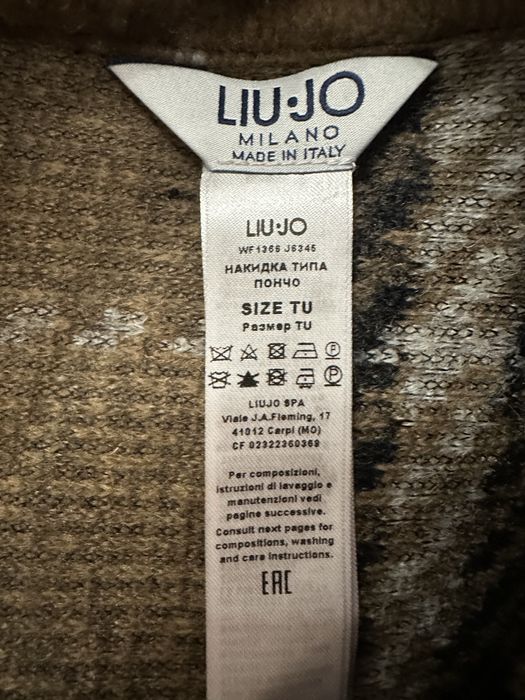 LIU·JO
MILANO
MADE IN ITALY
LIU·JO
WF1366 J6345
НАКИДКА ТИПА
ПОНЧО
SIZE TU
Размер TU
LIUJO SPA
Viale J.A.Fleming, 17
41012 Carpi (MO)
CF 02322360369
Per composizioni,
istruzioni di lavaggio e
manutenzioni vedi
pagine successive.
Consult next pages for
compositions, washing
and care instructions.
EAC